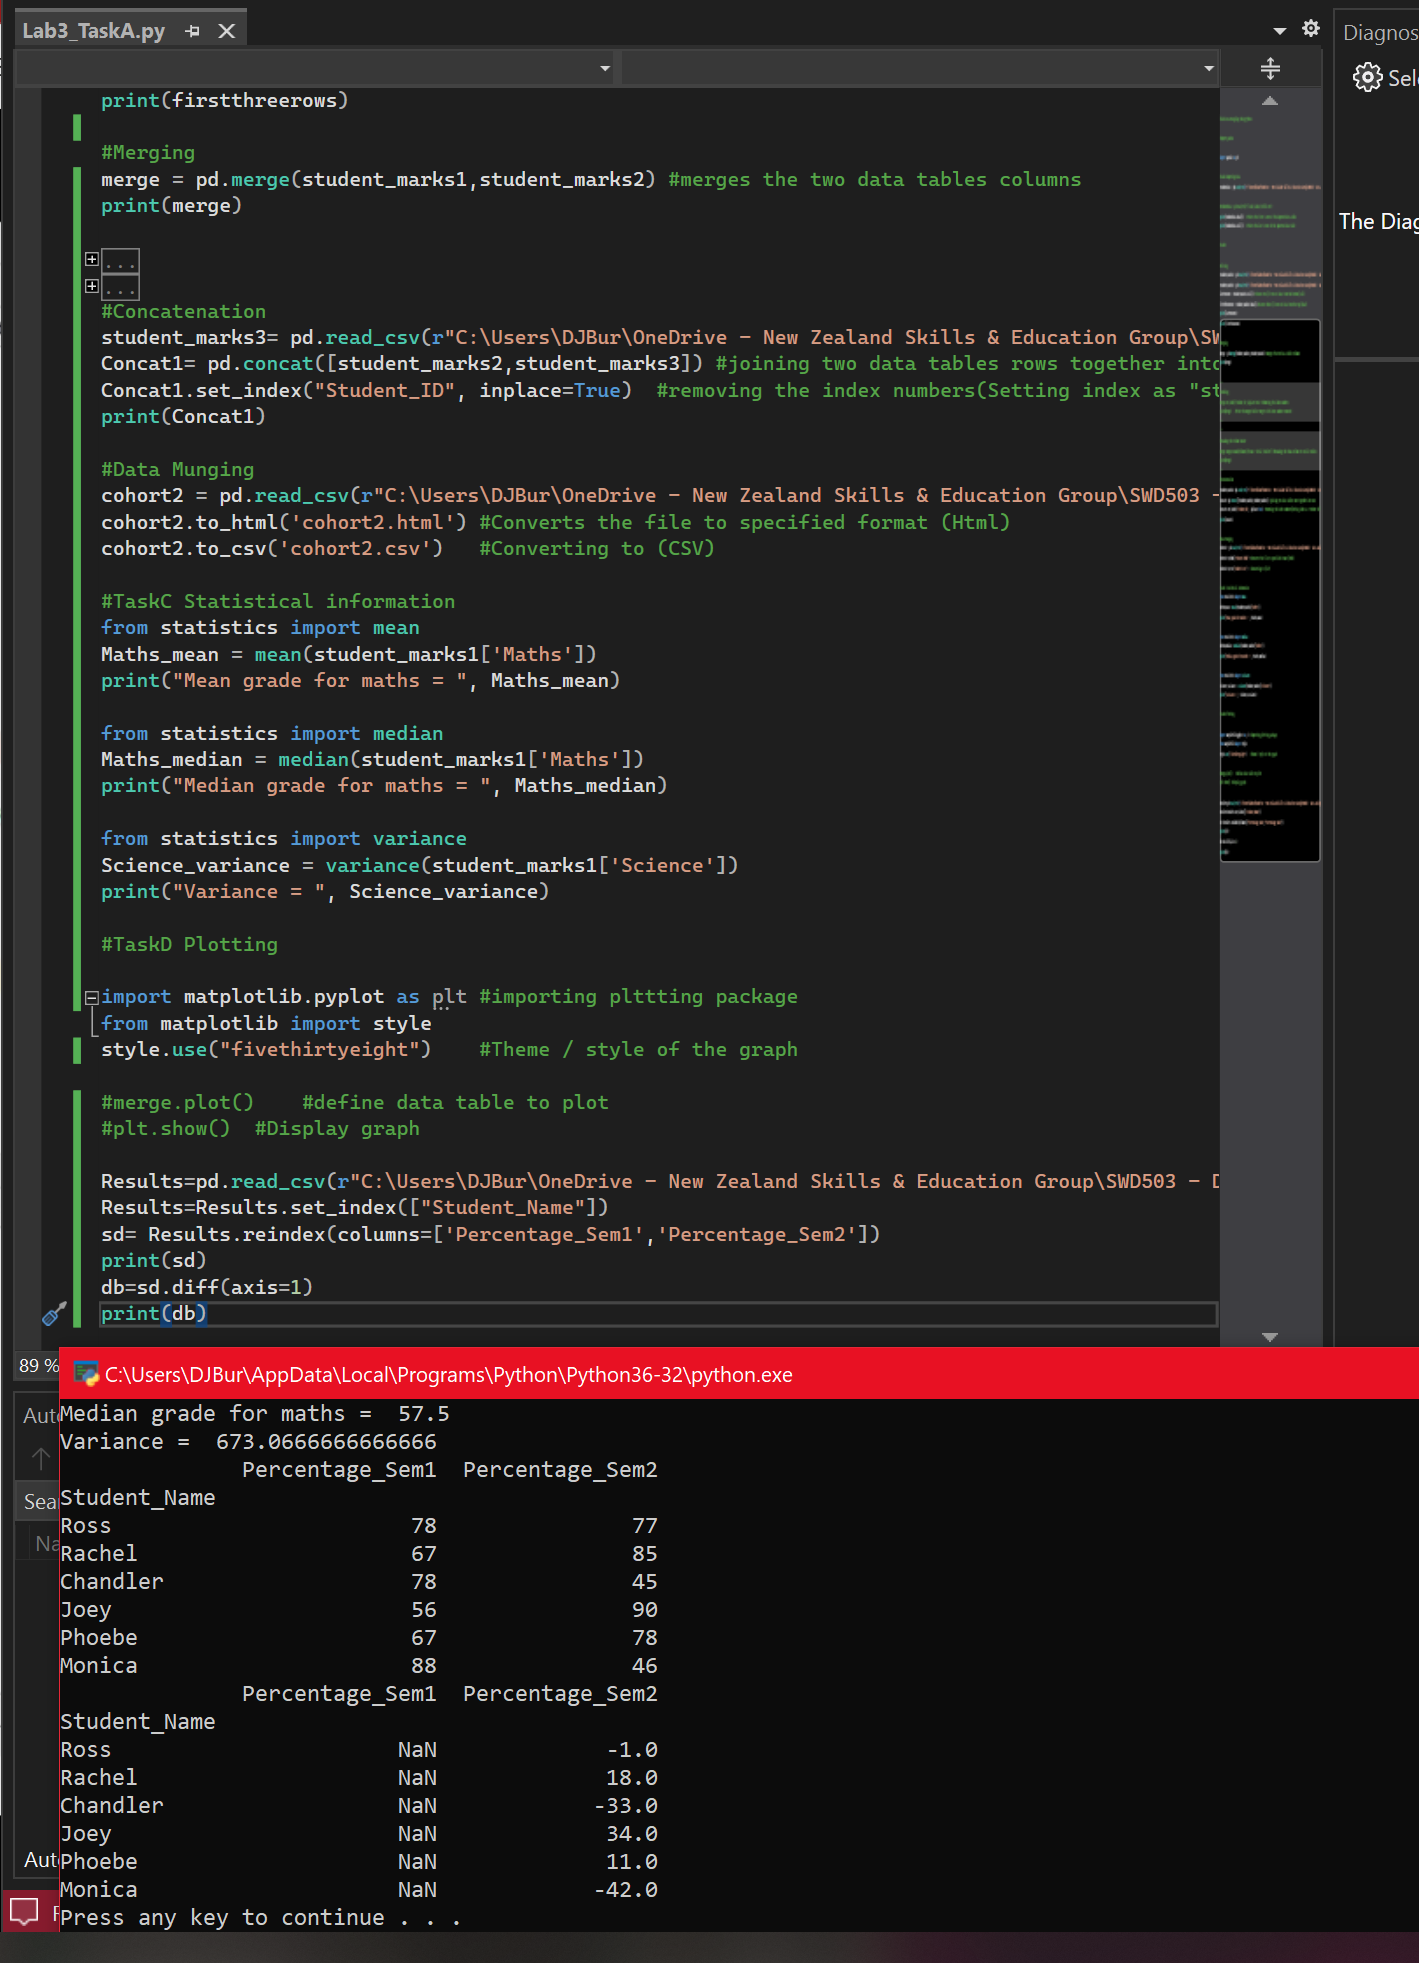 Lab3_TaskA.py
Diagnos
Sel
The Diag
print(firstthreerows)
#Merging
merge = pd.merge(student_marks1,student_marks2) #merges the two data tables columns
print(merge)
...
...
#Concatenation
student_marks3= pd.read_csv(r"C:\Users\DJBur\OneDrive - New Zealand Skills & Education Group\SW
Concat1= pd.concat([student_marks2,student_marks3]) #joining two data tables rows together into
Concat1.set_index("Student_ID", inplace=True)  #removing the index numbers(Setting index as "st
print(Concat1)
#Data Munging
cohort2 = pd.read_csv(r"C:\Users\DJBur\OneDrive - New Zealand Skills & Education Group\SWD503 -
cohort2.to_html('cohort2.html') #Converts the file to specified format (Html)
cohort2.to_csv('cohort2.csv')   #Converting to (CSV)
#TaskC Statistical information
from statistics import mean
Maths_mean = mean(student_marks1['Maths'])
print("Mean grade for maths = ", Maths_mean)
from statistics import median
Maths_median = median(student_marks1['Maths'])
print("Median grade for maths = ", Maths_median)
from statistics import variance
Science_variance = variance(student_marks1['Science'])
print("Variance = ", Science_variance)
#TaskD Plotting
import matplotlib.pyplot as plt #importing plttting package
from matplotlib import style
style.use("fivethirtyeight")    #Theme / style of the graph
#merge.plot()    #define data table to plot
#plt.show()  #Display graph
Results=pd.read_csv(r"C:\Users\DJBur\OneDrive - New Zealand Skills & Education Group\SWD503 - D
Results=Results.set_index(["Student_Name"])
sd= Results.reindex(columns=['Percentage_Sem1','Percentage_Sem2'])
print(sd)
db=sd.diff(axis=1)
print(db)
89 %
C:\Users\DJBur\AppData\Local\Programs\Python\Python36-32\python.exe
Auto
Sea
Na
Auto
Median grade for maths =  57.5
Variance =  673.0666666666666
Percentage_Sem1  Percentage_Sem2
Student_Name
Ross 78 77
Rachel 67 85
Chandler 78 45
Joey 56 90
Phoebe 67 78
Monica 88 46
Percentage_Sem1  Percentage_Sem2
Student_Name
Ross NaN -1.0
Rachel NaN 18.0
Chandler NaN -33.0
Joey NaN 34.0
Phoebe NaN 11.0
Monica NaN -42.0
Press any key to continue . . .